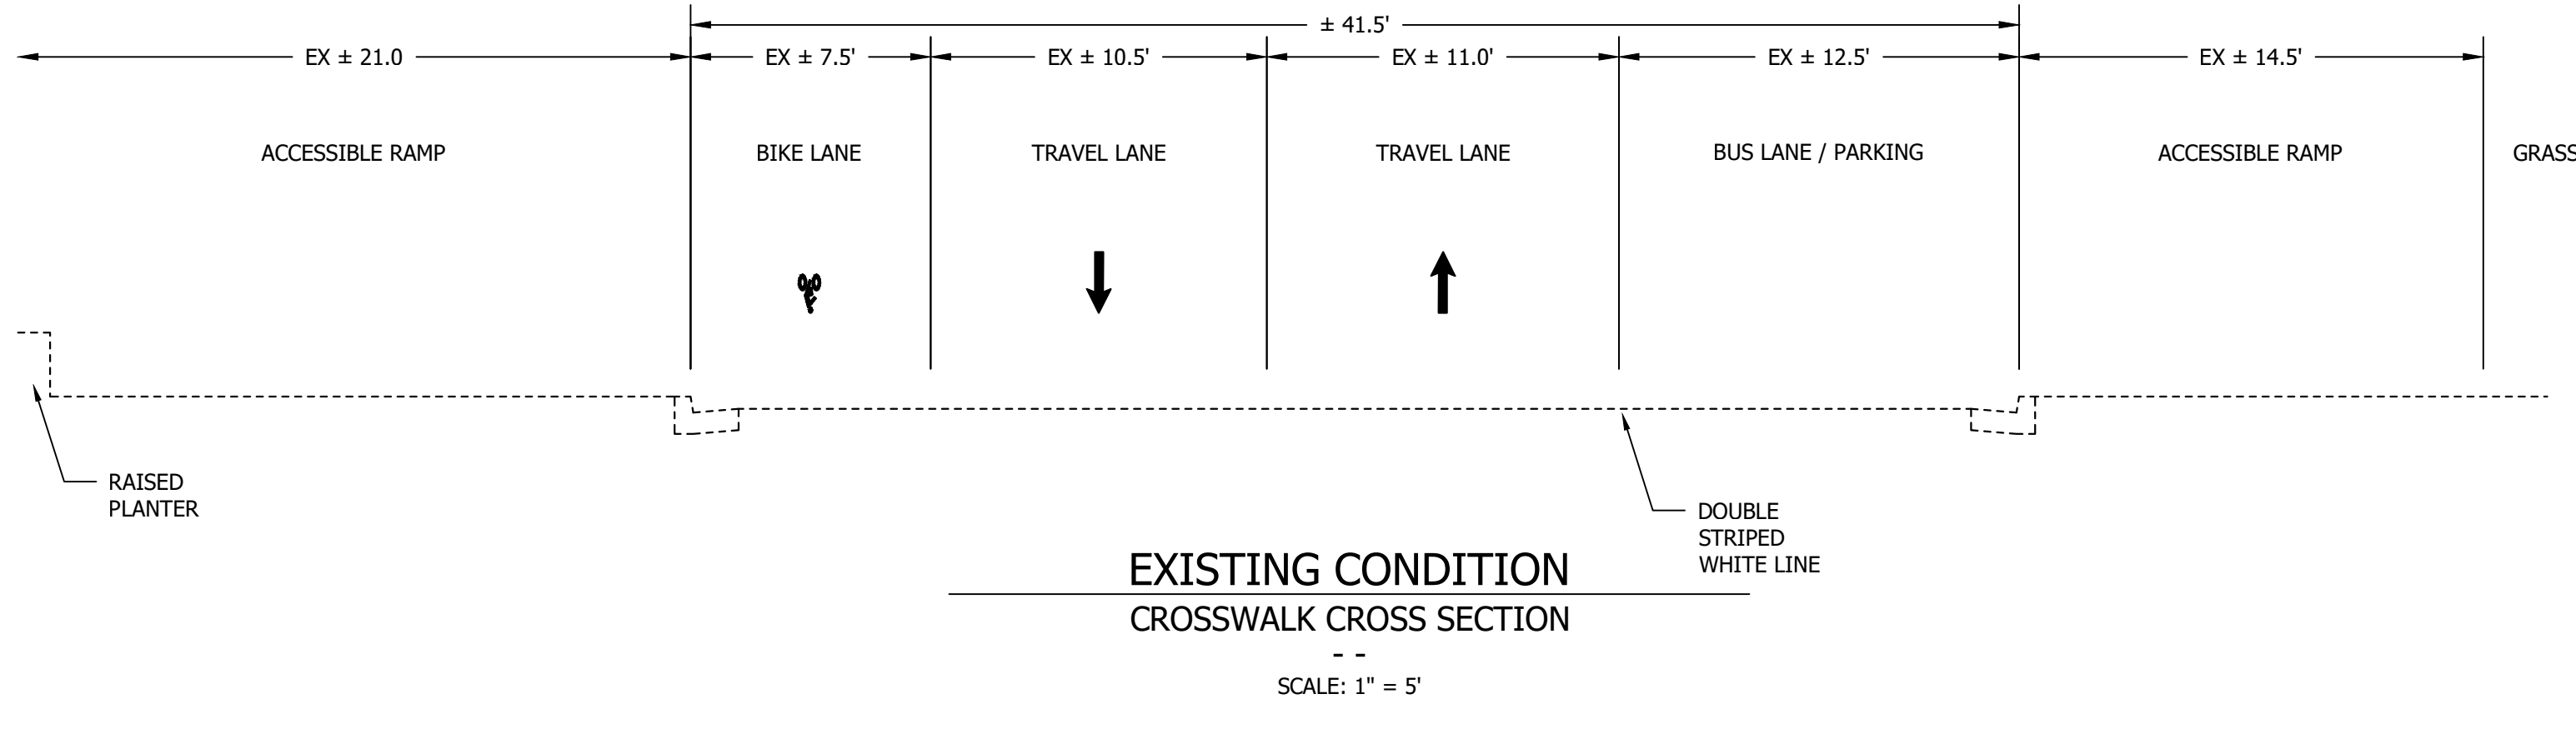 ± 41.5'
EX ± 21.0
EX ± 7.5'
EX ± 10.5'
EX ± 11.0'
EX ± 12.5'
EX ± 14.5'
ACCESSIBLE RAMP
BIKE LANE
TRAVEL LANE
TRAVEL LANE
BUS LANE / PARKING
ACCESSIBLE RAMP
GRASS
RAISED
PLANTER
DOUBLE
STRIPED
WHITE LINE
EXISTING CONDITION
CROSSWALK CROSS SECTION
- -
SCALE: 1" = 5'